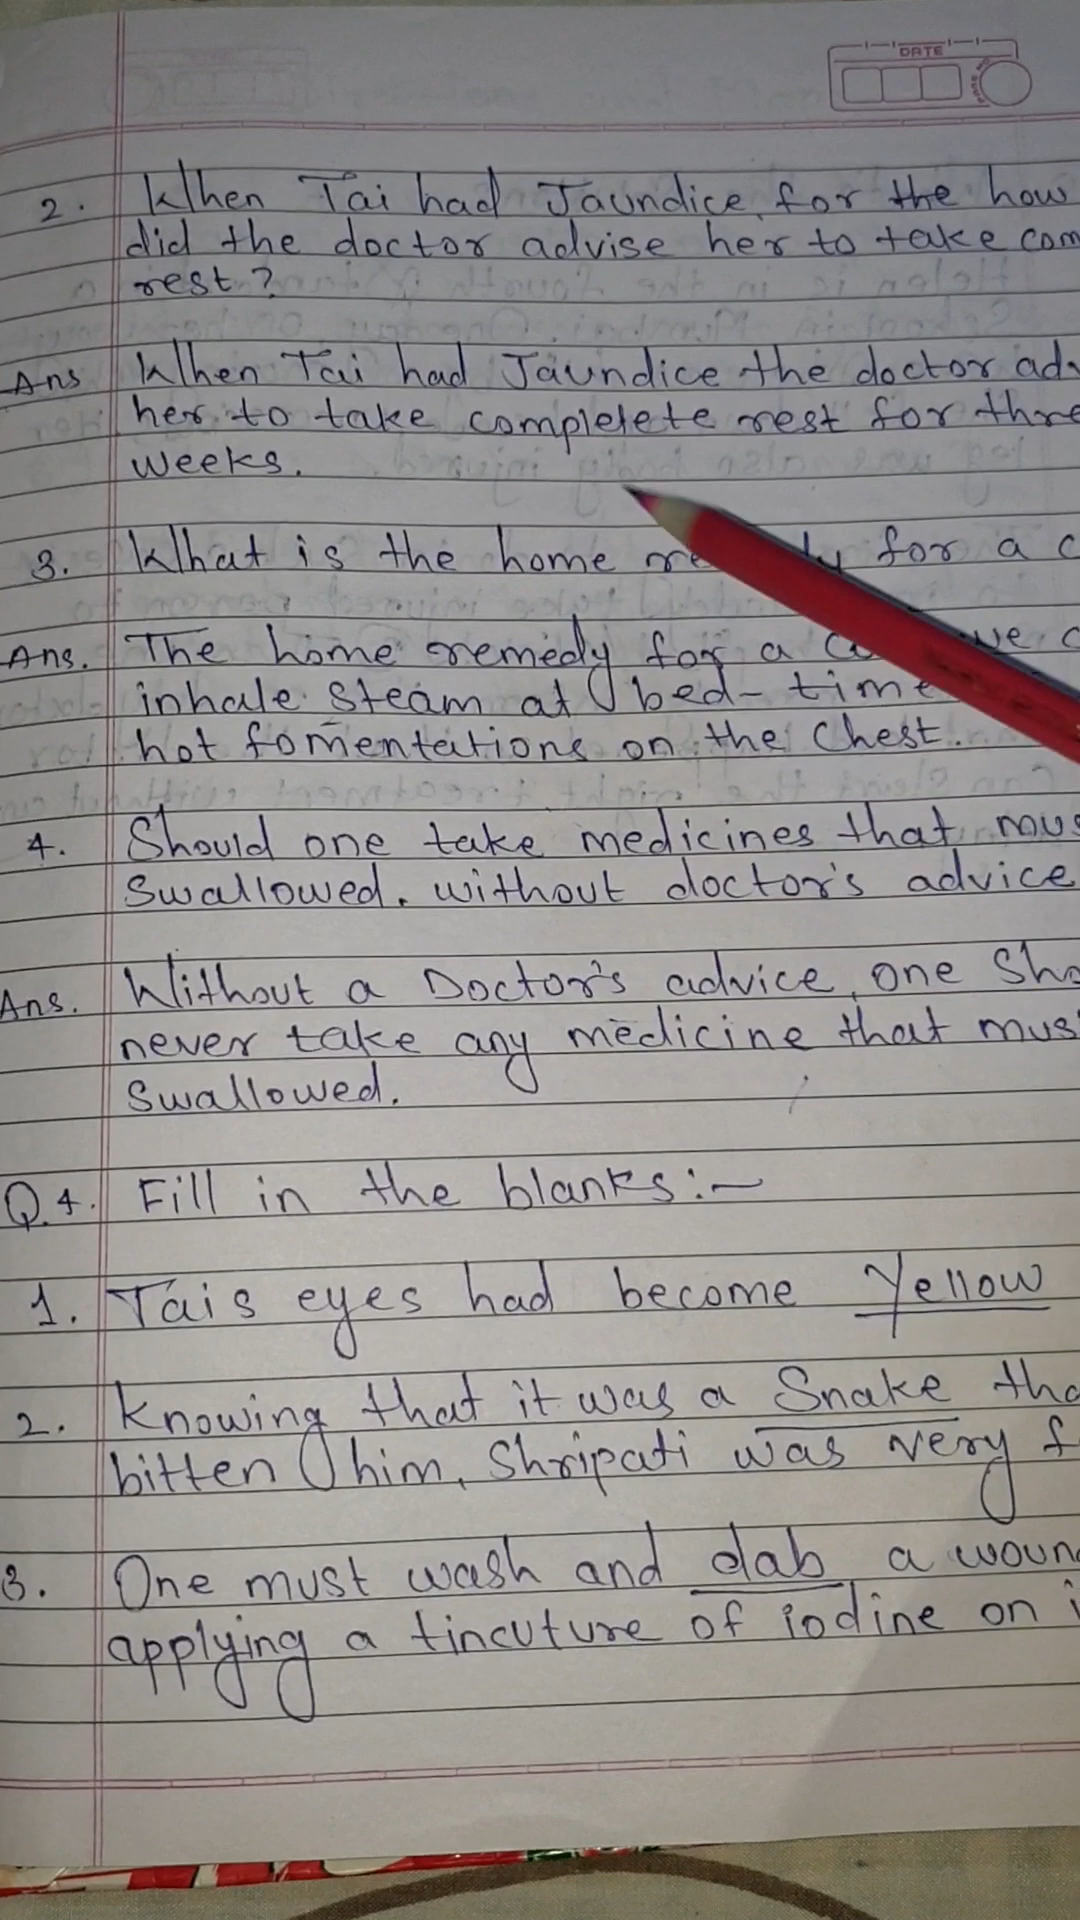 DATE
2. When Tai had Jaundice, for the how
did the doctor advise her to take com
rest?
Ans When Tai had Jaundice the doctor adv
her to take completete rest for thre
weeks.
3. What is the home for a c
Ans. The home remedy for a we c
inhale steam at bed-time
hot fomentations on the Chest.
4. Should one take medicines that mus
Swallowed. without doctor's advice
Ans. Without a Doctor's advice, one Sho
never take any medicine that mus
Swallowed.
Q.4. Fill in the blanks:-
1. Tais eyes had become Yellow
2. Knowing that it was a Snake tha
bitten him, Shripati was very f
3. One must wash and dab a woun
applying a tincuture of iodine on i